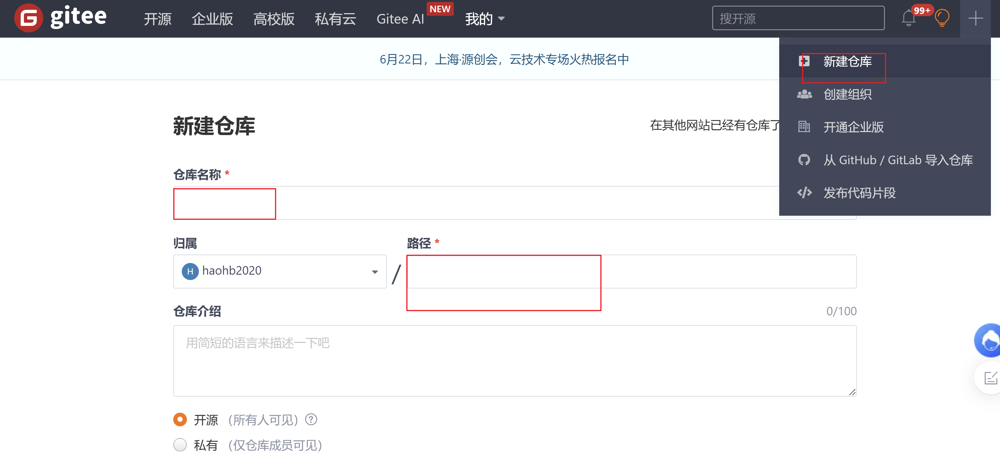 gitee 开源 企业版 高校版 私有云 Gitee AI NEW 我的 搜开源 99+
6月22日，上海·源创会，云技术专场火热报名中
新建仓库
创建组织
开通企业版
从 GitHub / GitLab 导入仓库
发布代码片段
新建仓库
在其他网站已经有仓库了
仓库名称 *
归属 路径 *
H haohb2020 /
仓库介绍 0/100
用简短的语言来描述一下吧
开源 （所有人可见） ?
私有 （仅仓库成员可见）